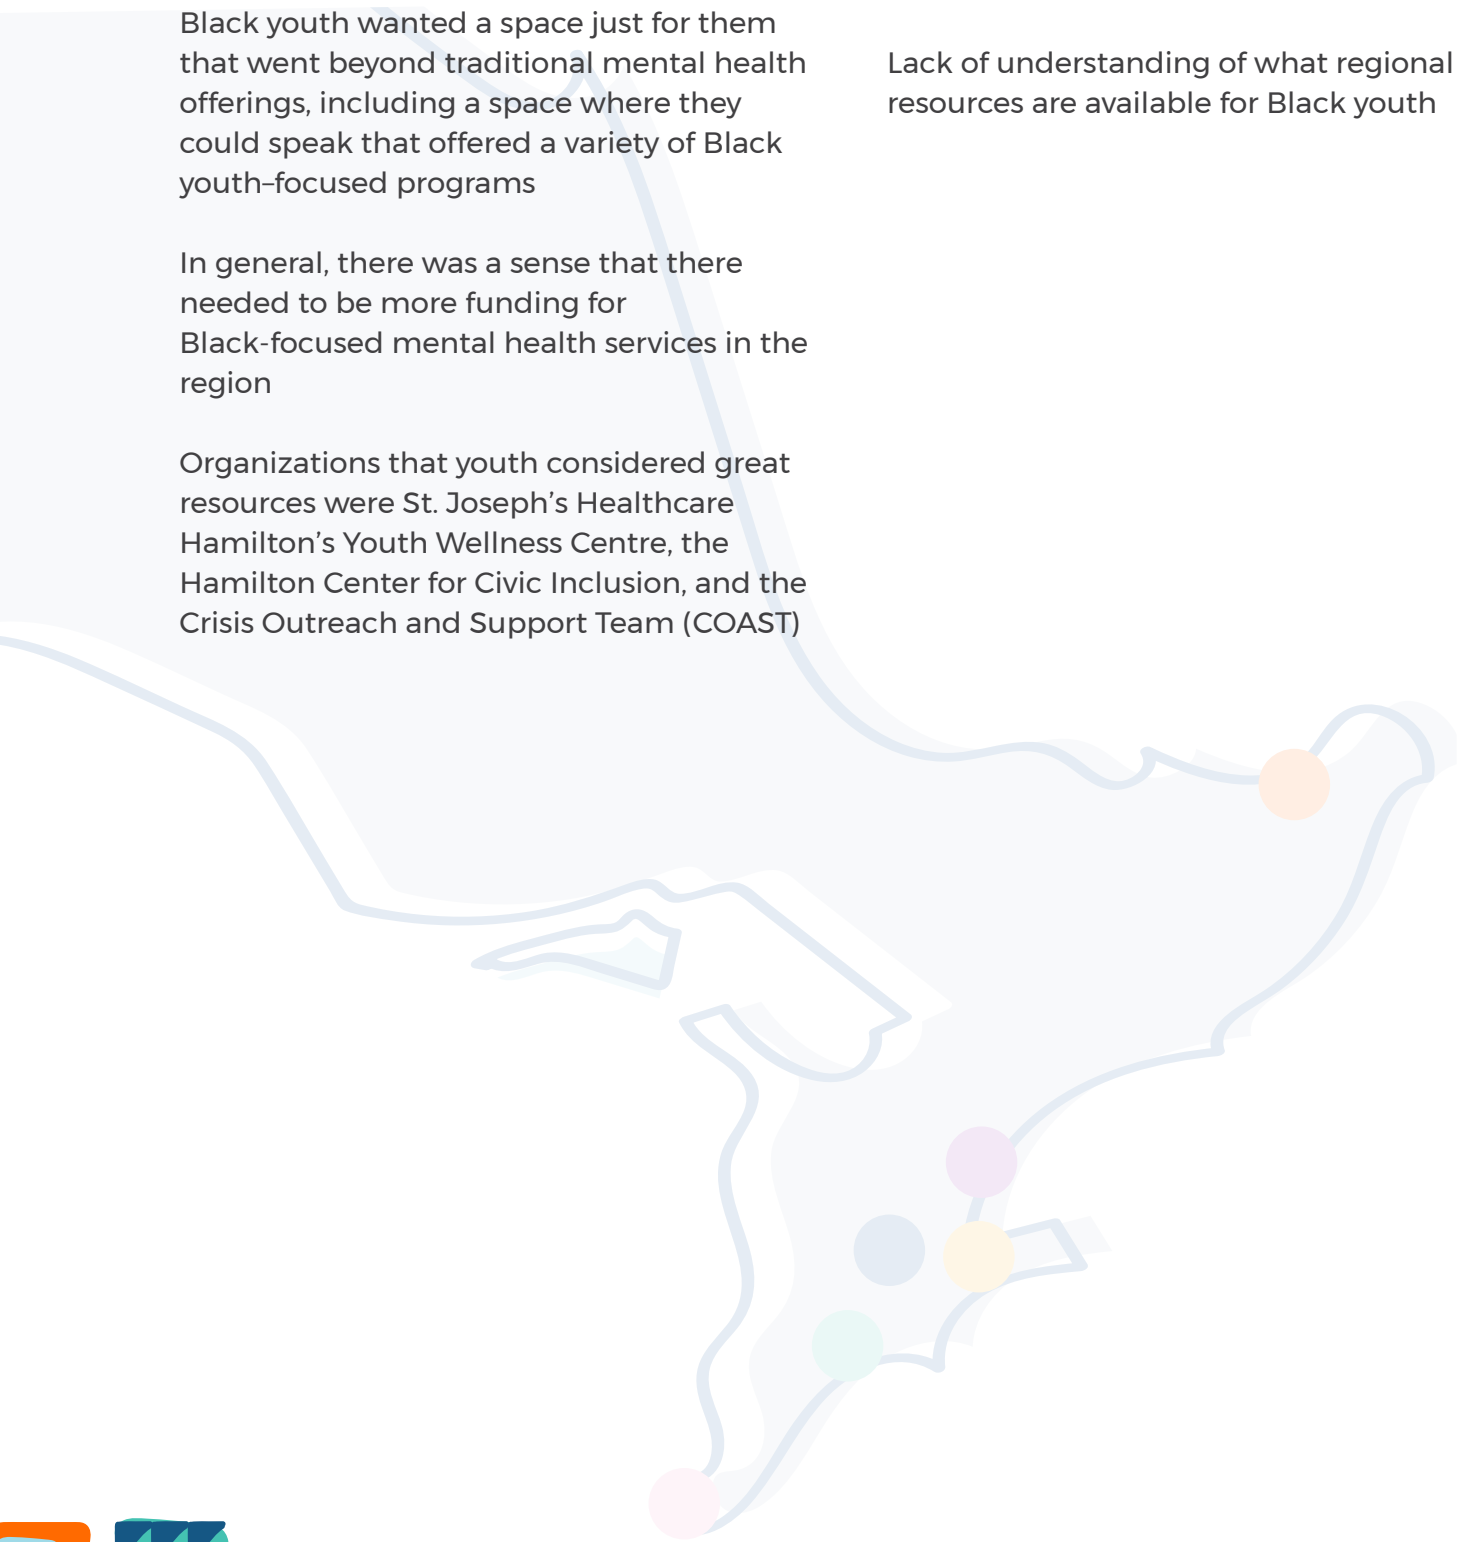 Black youth wanted a space just for them
that went beyond traditional mental health
offerings, including a space where they
could speak that offered a variety of Black
youth–focused programs
In general, there was a sense that there
needed to be more funding for
Black-focused mental health services in the
region
Organizations that youth considered great
resources were St. Joseph’s Healthcare
Hamilton’s Youth Wellness Centre, the
Hamilton Center for Civic Inclusion, and the
Crisis Outreach and Support Team (COAST)
Lack of understanding of what regional
resources are available for Black youth